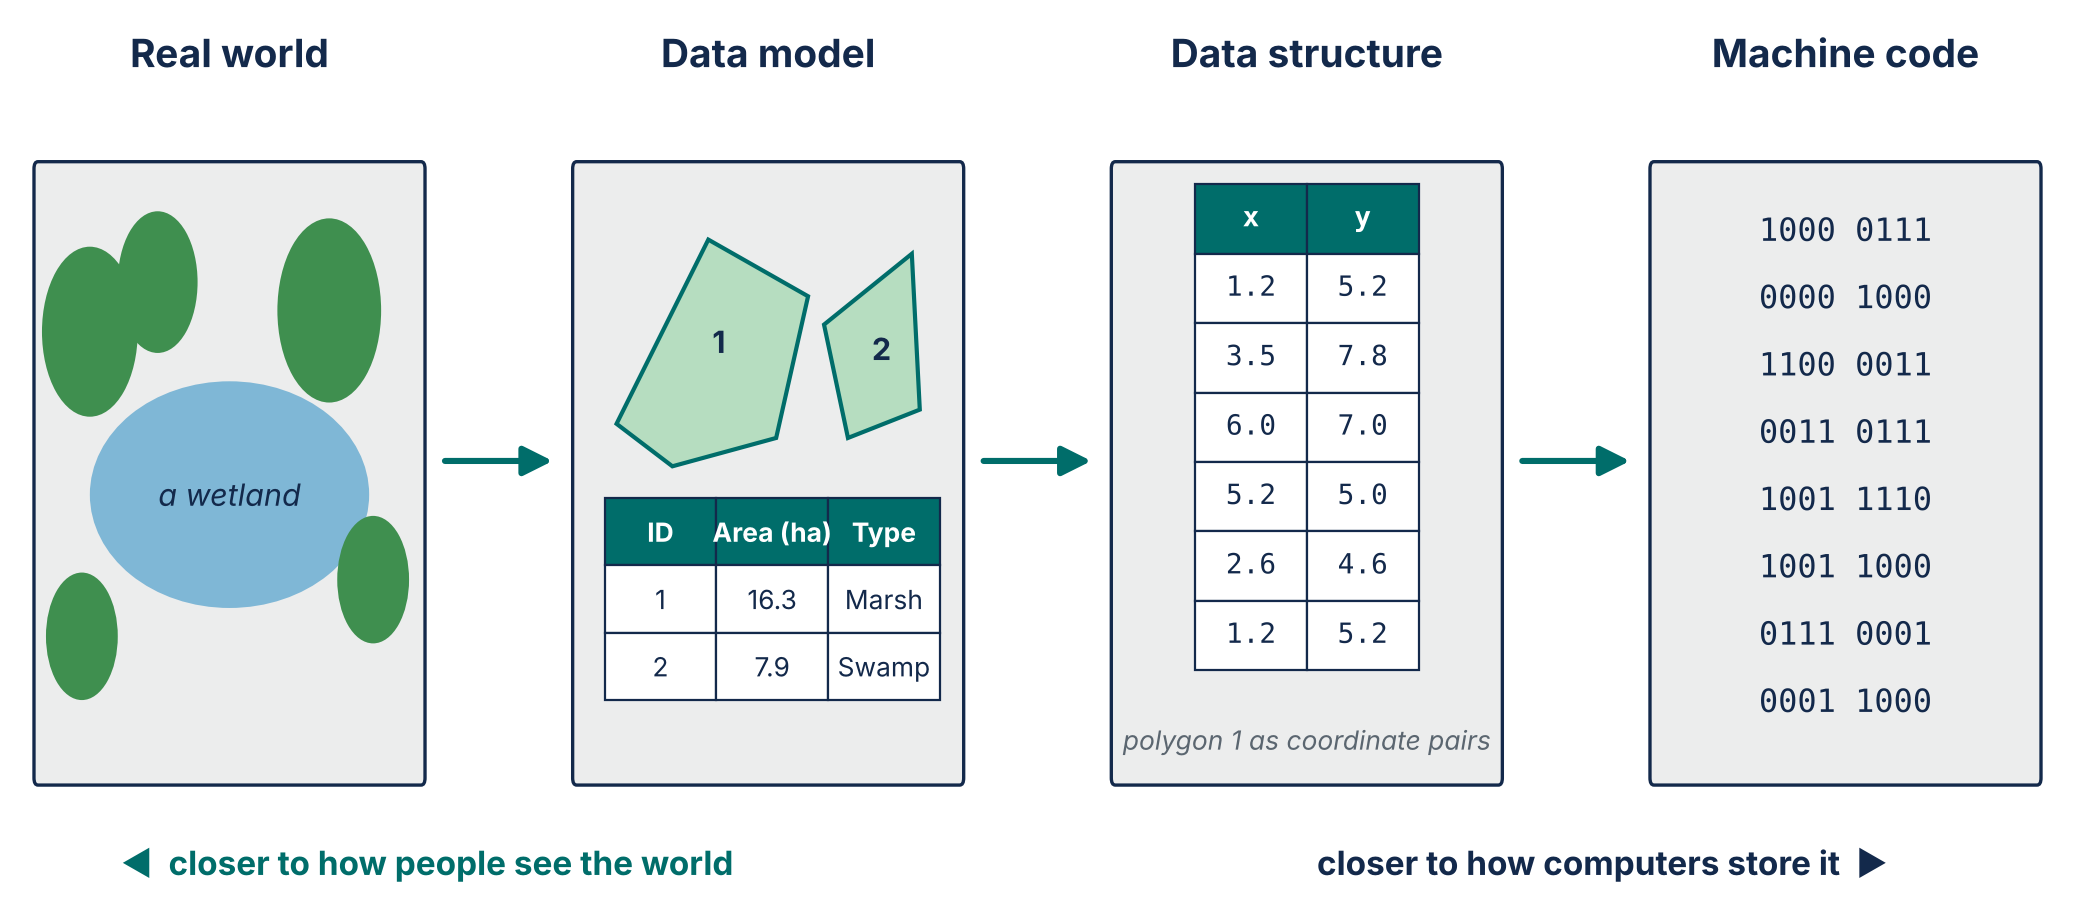 Real world
Data model
Data structure
Machine code
a wetland
1
2
ID Area (ha) Type
1 16.3 Marsh
2 7.9 Swamp
x y
1.2 5.2
3.5 7.8
6.0 7.0
5.2 5.0
2.6 4.6
1.2 5.2
polygon 1 as coordinate pairs
1000 0111
0000 1000
1100 0011
0011 0111
1001 1110
1001 1000
0111 0001
0001 1000
◀ closer to how people see the world
closer to how computers store it ▶